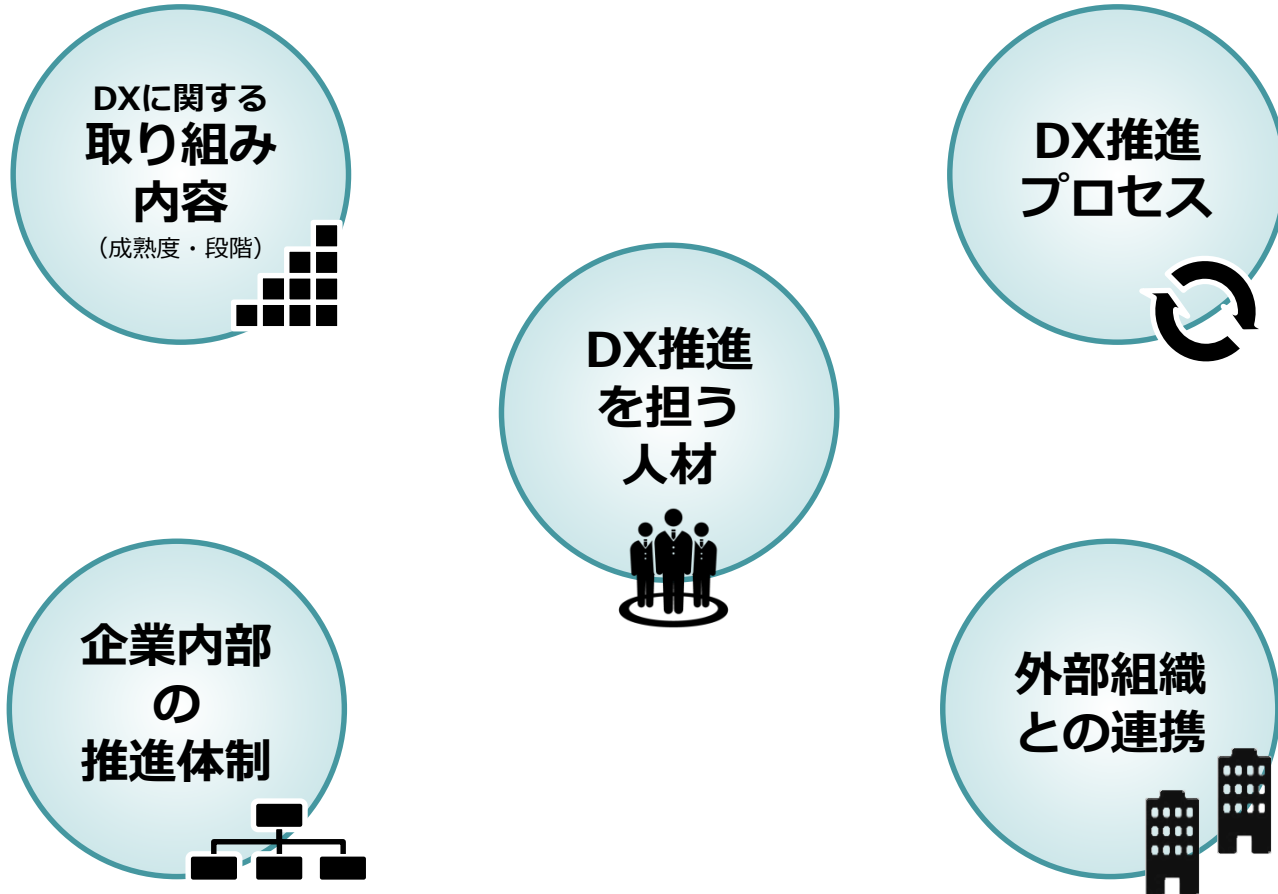 DXに関する
取り組み
内容
（成熟度・段階）
DX推進
プロセス
DX推進
を担う
人材
企業内部
の
推進体制
外部組織
との連携